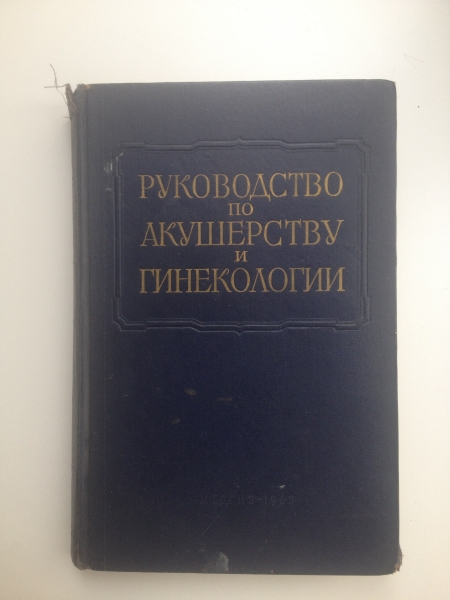 РУКОВОДСТВО
ПО
АКУШЕРСТВУ
И
ГИНЕКОЛОГИИ